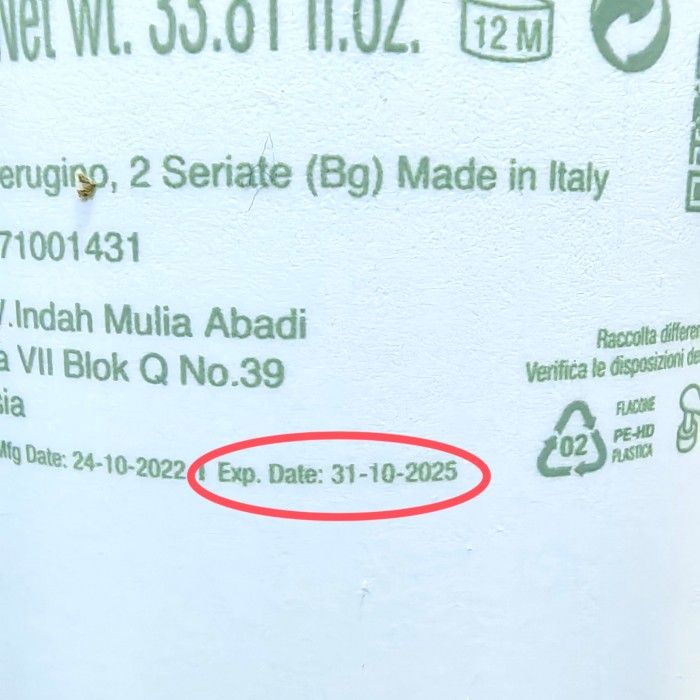 Net wt. 33.81 fl.oz.
12 M
erugino, 2 Seriate (Bg) Made in Italy
71001431
.Indah Mulia Abadi
a VII Blok Q No.39
sia
Mfg Date: 24-10-2022 | Exp. Date: 31-10-2025
Raccolta differen
Verifica le disposizioni de
02
FLACONE
PE-HD
PLASTICA